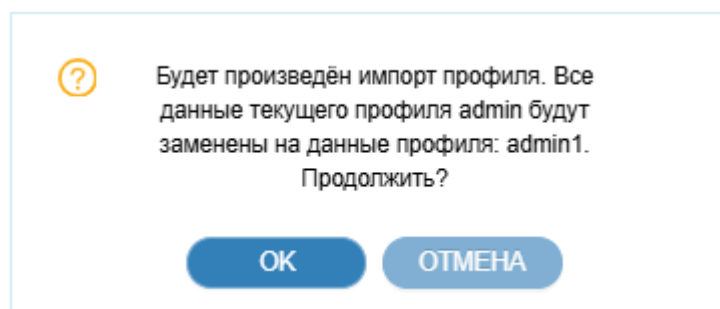 Будет произведён импорт профиля. Все
данные текущего профиля admin будут
заменены на данные профиля: admin1.
Продолжить?
OK
ОТМЕНА